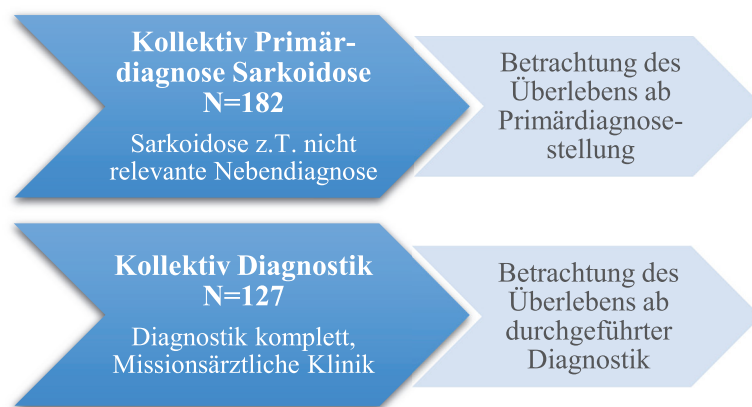 Kollektiv Primär-
diagnose Sarkoidose
N=182
Sarkoidose z.T. nicht
relevante Nebendiagnose
Betrachtung des
Überlebens ab
Primärdiagnose-
stellung
Kollektiv Diagnostik
N=127
Diagnostik komplett,
Missionsärztliche Klinik
Betrachtung des
Überlebens ab
durchgeführter
Diagnostik